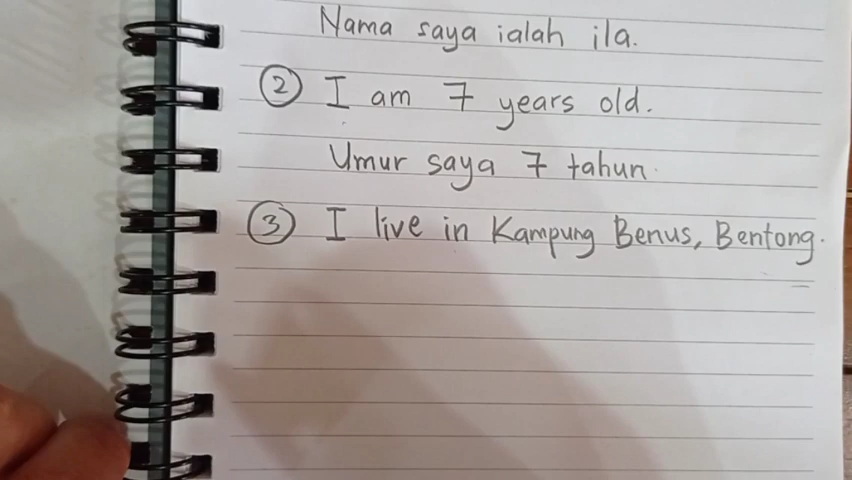 Nama saya ialah ila.
② I am 7 years old.
Umur saya 7 tahun.
③ I live in Kampung Benus, Bentong.